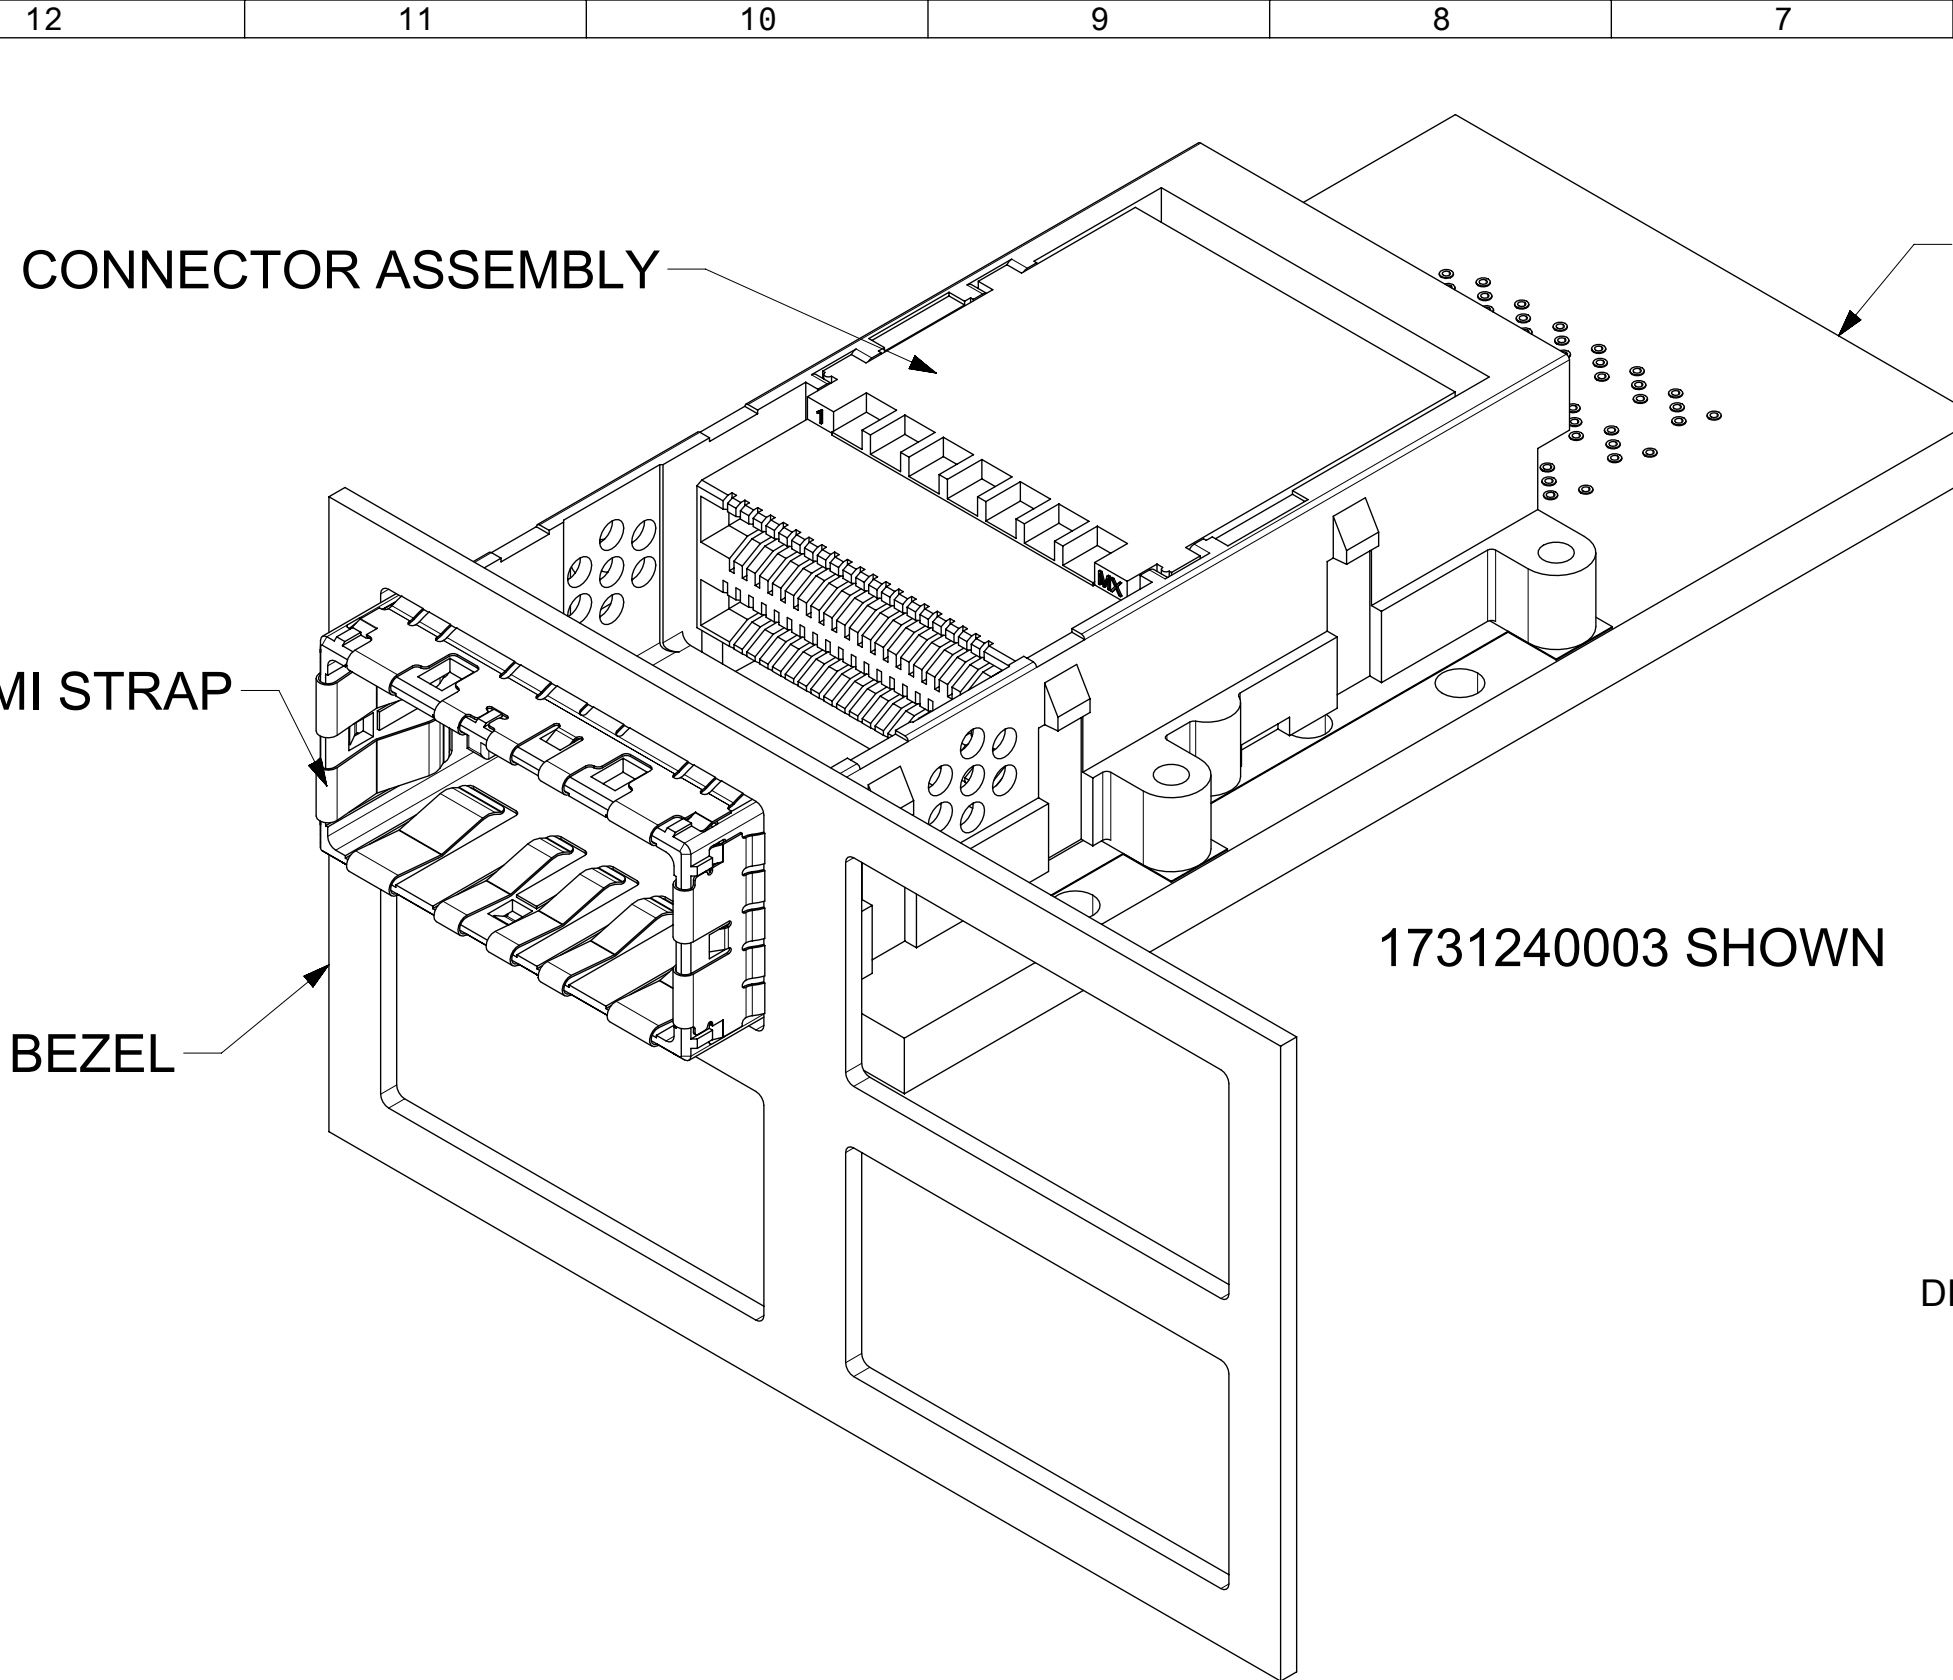 12 11 10 9 8 7
CONNECTOR ASSEMBLY
1
MX
MI STRAP
1731240003 SHOWN
BEZEL